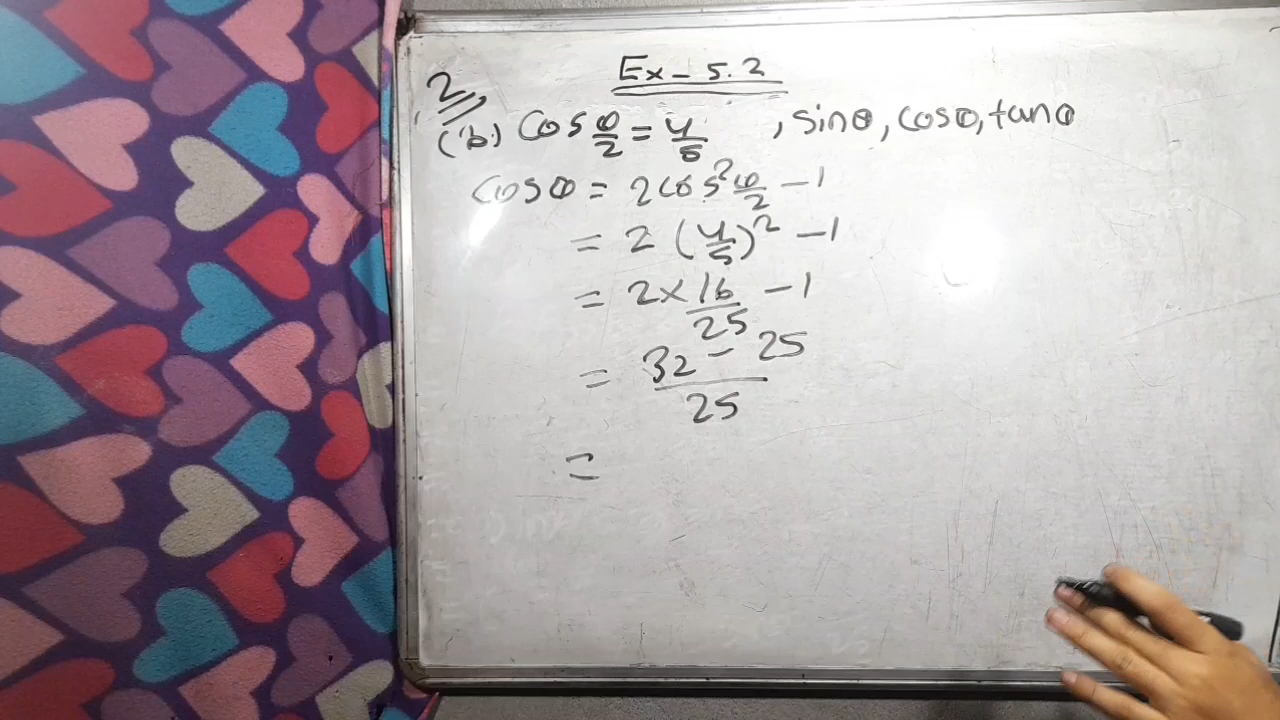 Ex – 5.2
2
(b) cos θ/2 = 4/5 , sinθ, cosθ, tanθ
cosθ = 2cos² θ/2 – 1
= 2 (4/5)² – 1
= 2 × 16/25 – 1
= 32 – 25 / 25
=